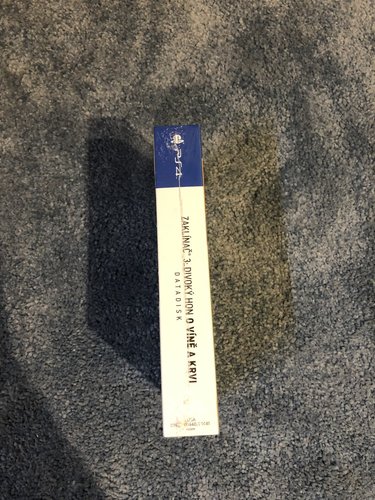 PS4
ZAKLÍNAČ® 3: DIVOKÝ HON O VÍNĚ A KRVI
DATADISK